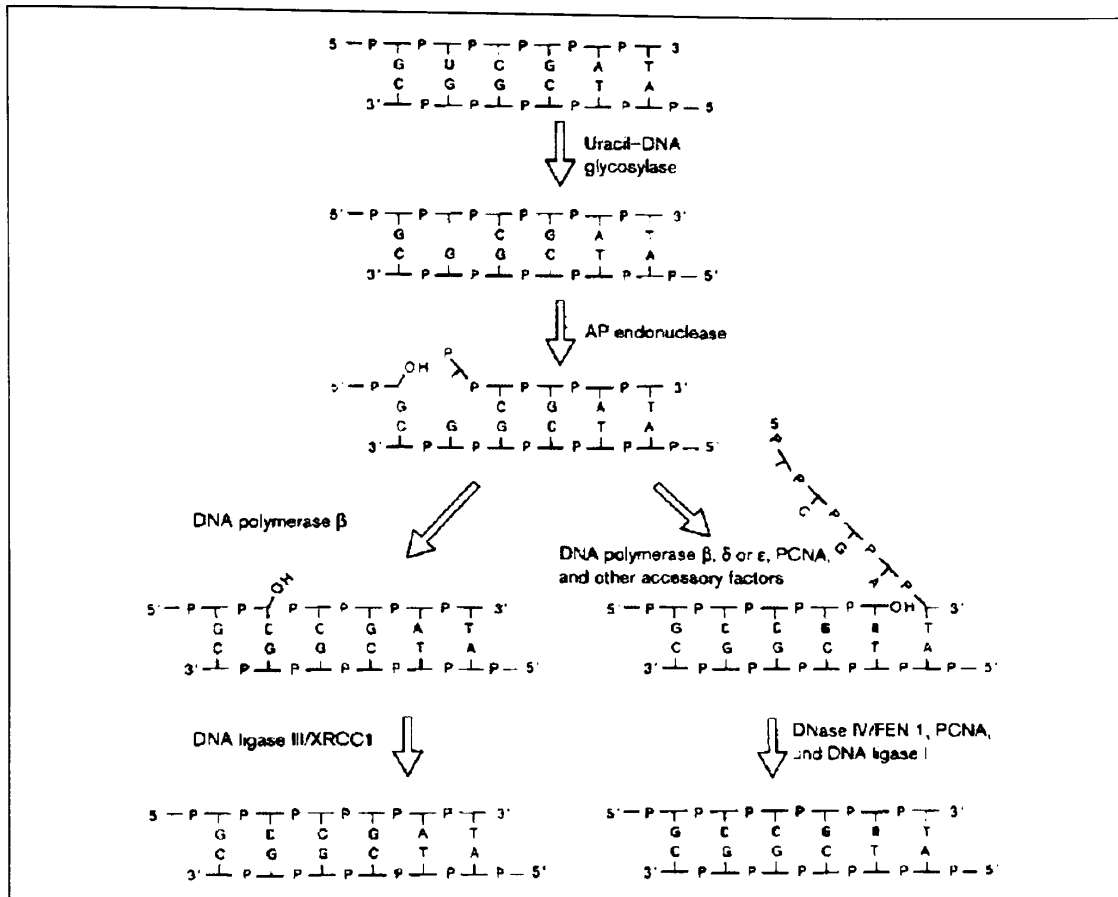 5 — P P P P P P 3
G U C G A T
C G G C T A
3' P P P P P P — 5
Uracil-DNA
glycosylase
5' — P P P P P P 3'
G C G A T
C G G C T A
3' P P P P P P — 5'
AP endonuclease
OH P
5' — P P P P P 3'
G C G A T
C G G C T A
3' P P P P P P — 5'
5
P
P P P P
C G A
DNA polymerase β
DNA polymerase β, δ or ε, PCNA,
and other accessory factors
OH
5' — P P P P P P 3'
G C C G A T
C G G C T A
3' P P P P P P — 5'
5' — P P P P P OH 3'
G T
C G G C T A
3' P P P P P P — 5'
DNA ligase III/XRCC1
DNase IV/FEN 1, PCNA,
and DNA ligase I
5 — P P P P P P 3'
G C G A T
C G G C T A
3' P P P P P P — 5'
5' — P P P P P P 3'
G C G T
C G G C T A
3' P P P P P P — 5'